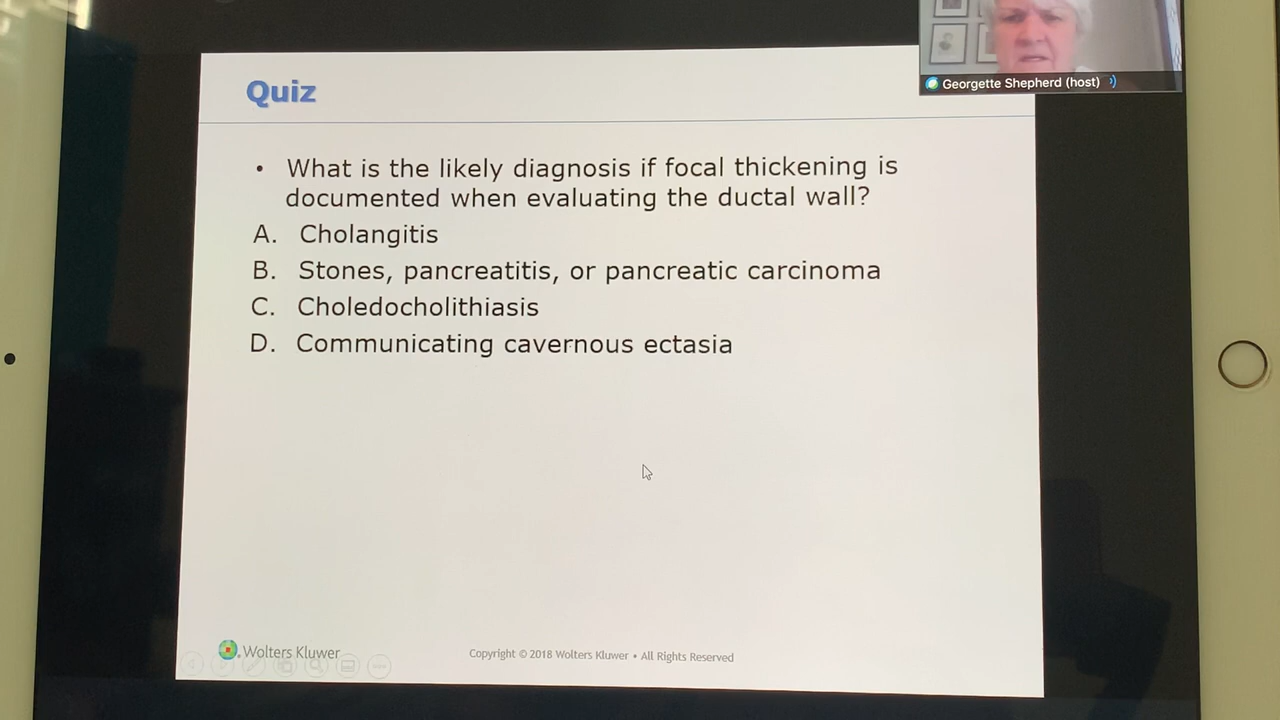 Georgette Shepherd (host)
Quiz
• What is the likely diagnosis if focal thickening is
documented when evaluating the ductal wall?
A. Cholangitis
B. Stones, pancreatitis, or pancreatic carcinoma
C. Choledocholithiasis
D. Communicating cavernous ectasia
Wolters Kluwer
Copyright © 2018 Wolters Kluwer • All Rights Reserved